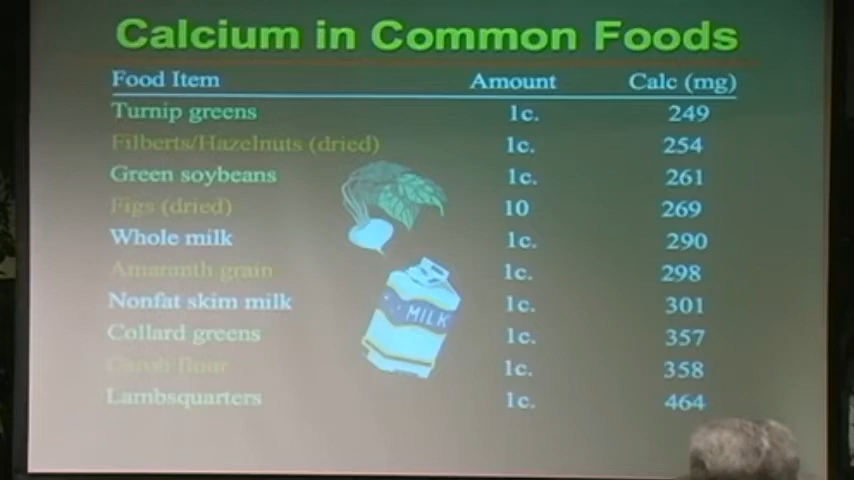 Calcium in Common Foods
Food Item Amount Calc (mg)
Turnip greens 1c. 249
Filberts/Hazelnuts (dried) 1c. 254
Green soybeans 1c. 261
Figs (dried) 10 269
Whole milk 1c. 290
Amaranth grain 1c. 298
Nonfat skim milk 1c. 301
MILK
Collard greens 1c. 357
Carob flour 1c. 358
Lambsquarters 1c. 464